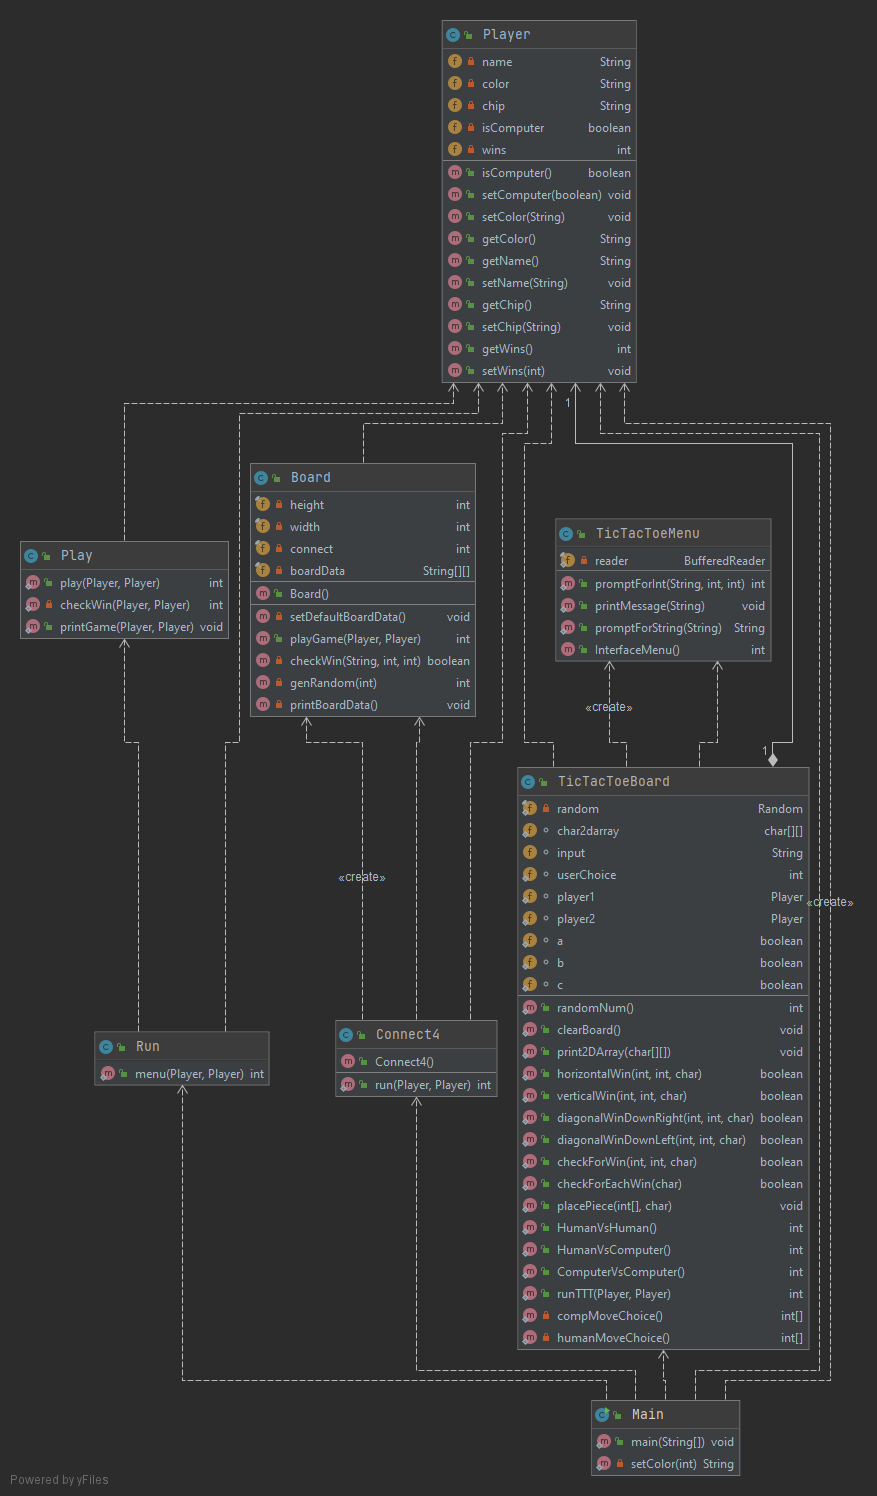 Player
name String
color String
chip String
isComputer boolean
wins int
isComputer() boolean
setComputer(boolean) void
setColor(String) void
getColor() String
getName() String
setName(String) void
getChip() String
setChip(String) void
getWins() int
setWins(int) void
1
Board
height int
width int
connect int
boardData String[][]
Board()
setDefaultBoardData() void
playGame(Player, Player) int
checkWin(String, int, int) boolean
genRandom(int) int
printBoardData() void
TicTacToeMenu
reader BufferedReader
promptForInt(String, int, int) int
printMessage(String) void
promptForString(String) String
InterfaceMenu() int
Play
play(Player, Player) int
checkWin(Player, Player) int
printGame(Player, Player) void
«create»
1
TicTacToeBoard
random Random
char2darray char[][]
input String
userChoice int
player1 Player
player2 Player
a boolean
b boolean
c boolean
randomNum() int
clearBoard() void
print2DArray(char[][]) void
horizontalWin(int, int, char) boolean
verticalWin(int, int, char) boolean
diagonalWinDownRight(int, int, char) boolean
diagonalWinDownLeft(int, int, char) boolean
checkForWin(int, int, char) boolean
checkForEachWin(char) boolean
placePiece(int[], char) void
HumanVsHuman() int
HumanVsComputer() int
ComputerVsComputer() int
runTTT(Player, Player) int
compMoveChoice() int[]
humanMoveChoice() int[]
«create»
«create»
Run
menu(Player, Player) int
Connect4
Connect4()
run(Player, Player) int
Main
main(String[]) void
setColor(int) String
Powered by yFiles